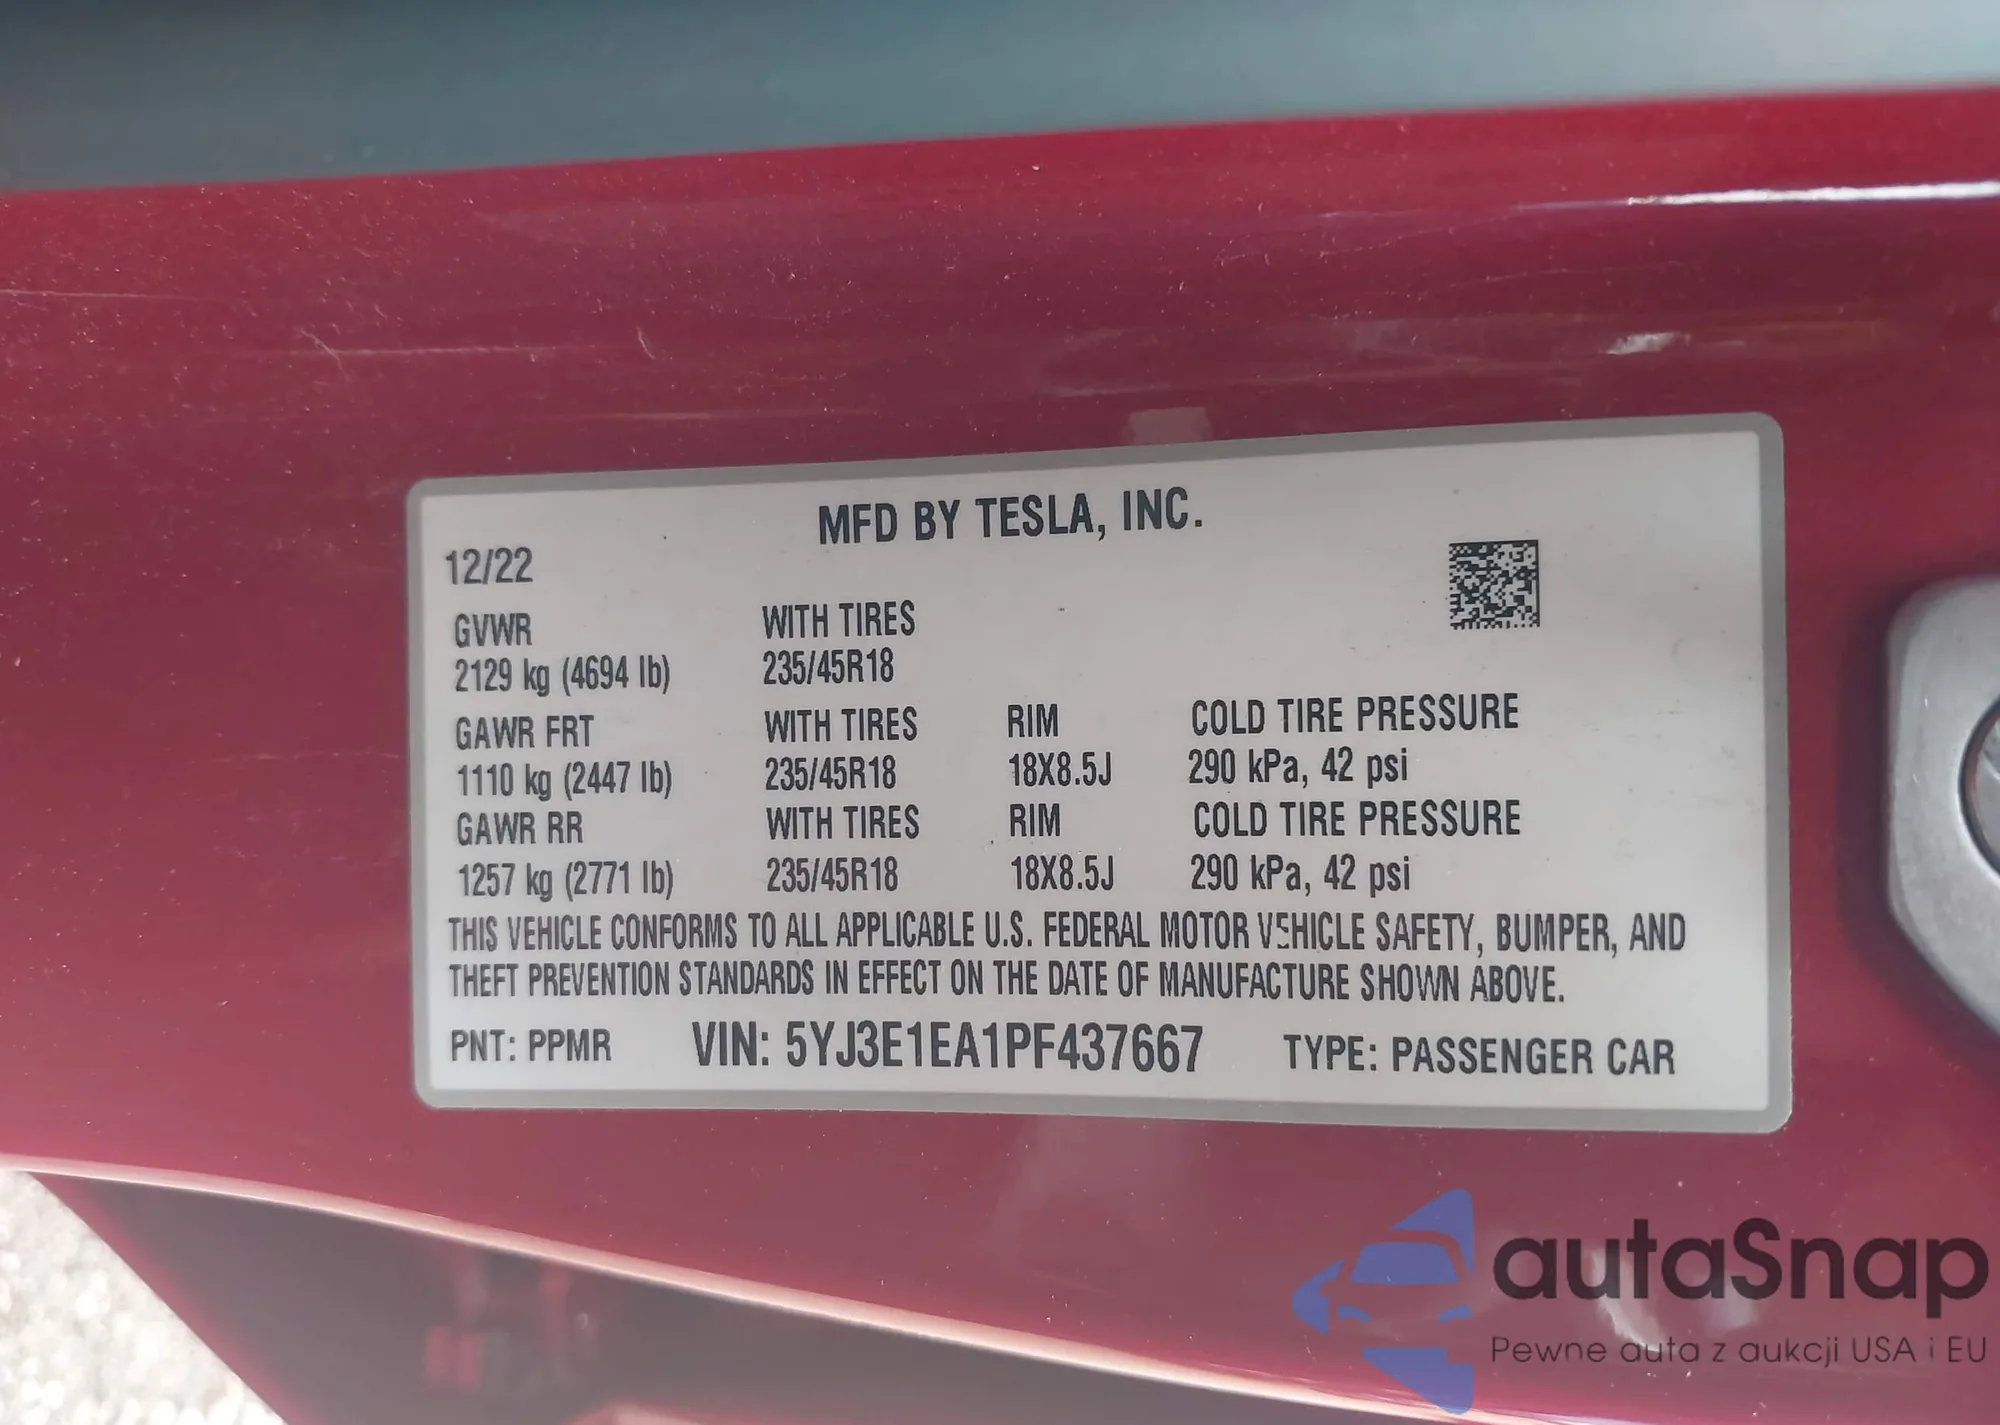 MFD BY TESLA, INC.
12/22
GVWR WITH TIRES
2129 kg (4694 lb) 235/45R18
GAWR FRT WITH TIRES RIM COLD TIRE PRESSURE
1110 kg (2447 lb) 235/45R18 18X8.5J 290 kPa, 42 psi
GAWR RR WITH TIRES RIM COLD TIRE PRESSURE
1257 kg (2771 lb) 235/45R18 18X8.5J 290 kPa, 42 psi
THIS VEHICLE CONFORMS TO ALL APPLICABLE U.S. FEDERAL MOTOR VEHICLE SAFETY, BUMPER, AND
THEFT PREVENTION STANDARDS IN EFFECT ON THE DATE OF MANUFACTURE SHOWN ABOVE.
PNT: PPMR VIN: 5YJ3E1EA1PF437667 TYPE: PASSENGER CAR
autaSnap
Pewne auta z aukcji USA i EU